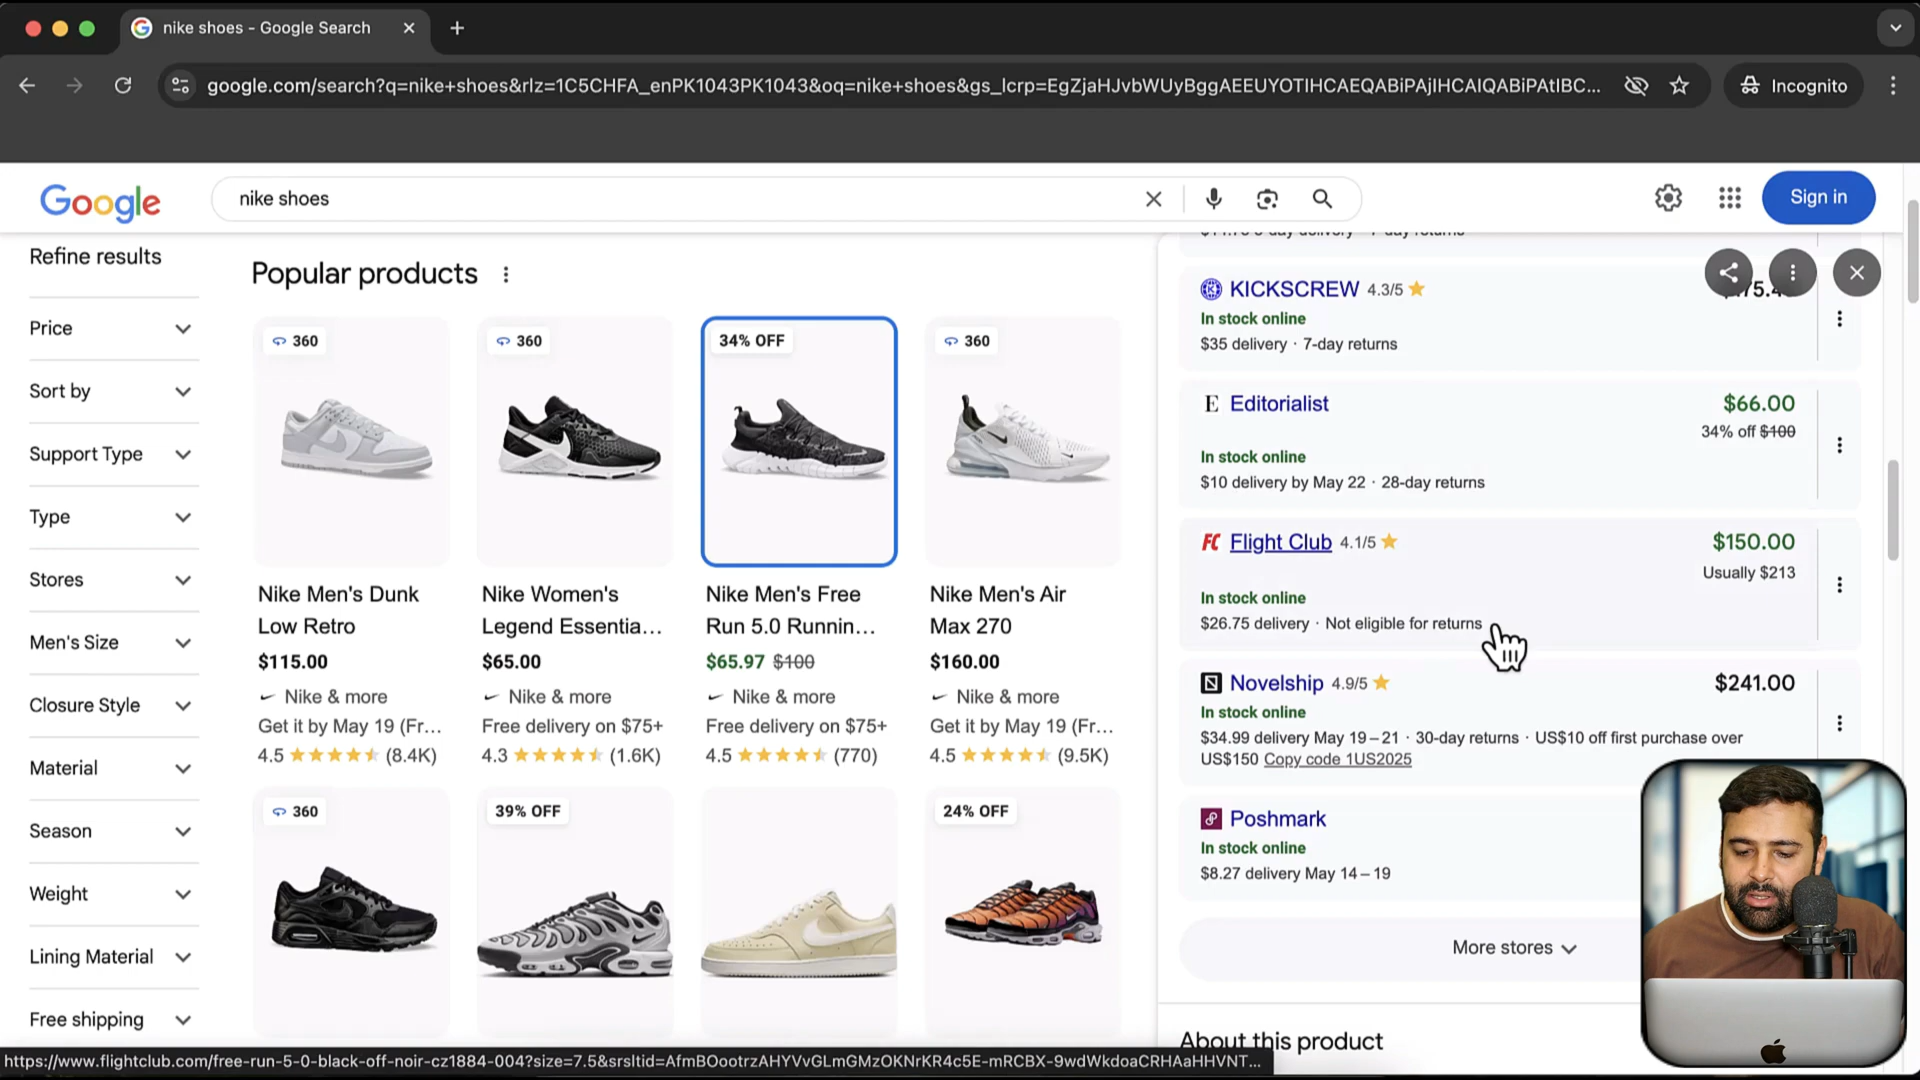 nike shoes - Google Search
google.com/search?q=nike+shoes&rlz=1C5CHFA_enPK1043PK1043&oq=nike+shoes&gs_lcrp=EgZjaHJvbWUyBggAEEUYOTIHCAEQABiPAjIHCAIQABiPAtIBC...
Incognito
Google
nike shoes
Sign in
Refine results
Price
Sort by
Support Type
Type
Stores
Men's Size
Closure Style
Material
Season
Weight
Lining Material
Free shipping
Popular products
360
360
34% OFF
360
Nike Men's Dunk
Low Retro
$115.00
Nike & more
Get it by May 19 (Fr...
4.5 (8.4K)
Nike Women's
Legend Essentia...
$65.00
Nike & more
Free delivery on $75+
4.3 (1.6K)
Nike Men's Free
Run 5.0 Runnin...
$65.97 $100
Nike & more
Free delivery on $75+
4.5 (770)
Nike Men's Air
Max 270
$160.00
Nike & more
Get it by May 19 (Fr...
4.5 (9.5K)
360
39% OFF
24% OFF
KICKSCREW 4.3/5
In stock online
$35 delivery · 7-day returns
E Editorialist
$66.00
34% off $100
In stock online
$10 delivery by May 22 · 28-day returns
FC Flight Club 4.1/5
$150.00
Usually $213
In stock online
$26.75 delivery · Not eligible for returns
Novelship 4.9/5
$241.00
In stock online
$34.99 delivery May 19 – 21 · 30-day returns · US$10 off first purchase over
US$150 Copy code 1US2025
Poshmark
In stock online
$8.27 delivery May 14 – 19
More stores
About this product
https://www.flightclub.com/free-run-5-0-black-off-noir-cz1884-004?size=7.5&srsltid=AfmBOootrzAHYVvGLmGMzOKNrKR4c5E-mRCBX-9wdWkdoaCRHAaHHVNT...